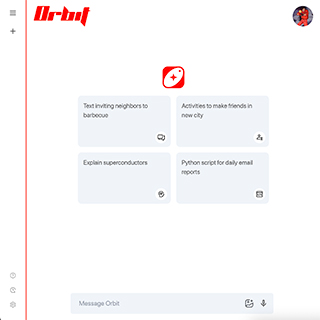 Orbit
Text inviting neighbors to
barbecue
Activities to make friends in
new city
Explain superconductors
Python script for daily email
reports
Message Orbit